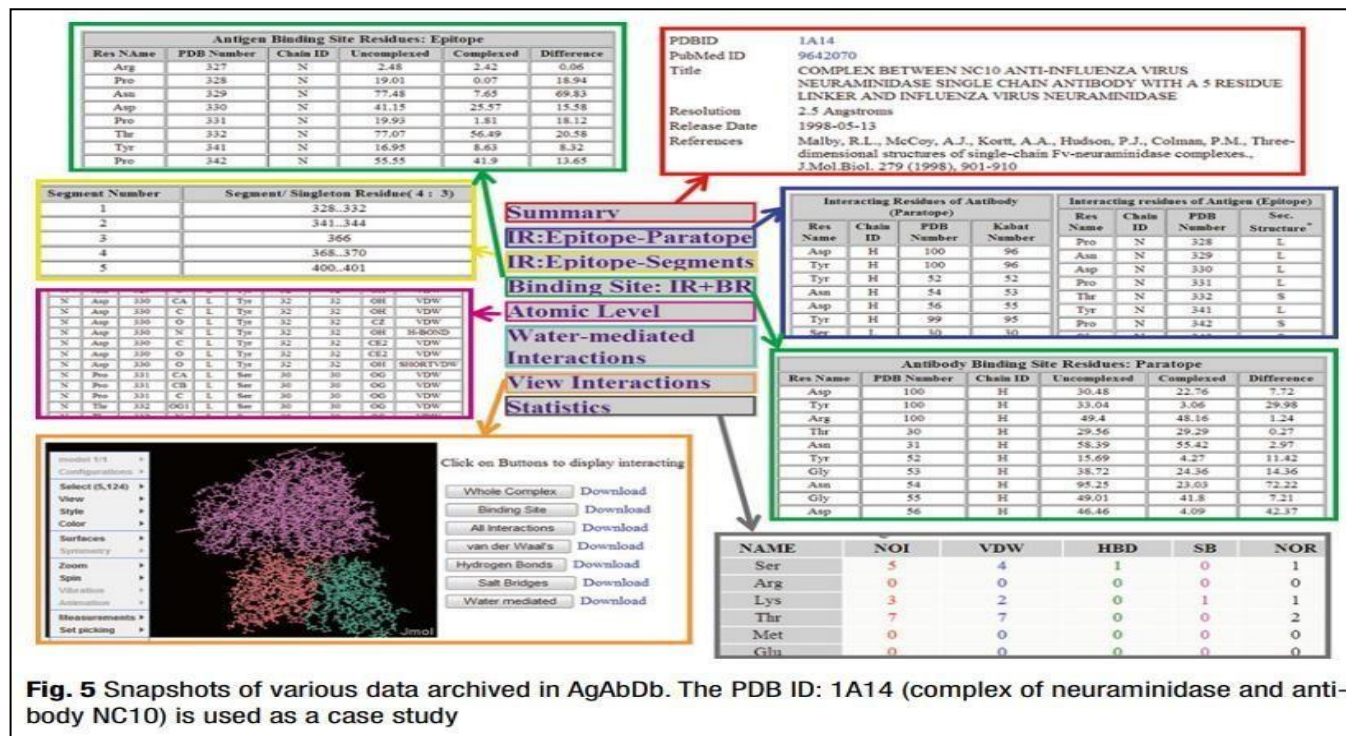 Antigen Binding Site Residues: Epitope
Res NAme PDB Number Chain ID Uncomplexed Complexed Difference
Arg 327 N 2.48 2.42 0.06
Pro 328 N 19.01 0.07 18.94
Asn 329 N 77.48 7.65 69.83
Asp 330 N 41.15 25.57 15.58
Pro 331 N 19.93 1.81 18.12
Thr 332 N 77.07 56.49 20.58
Tyr 341 N 16.95 8.63 8.32
Pro 342 N 55.55 41.9 13.65
PDBID 1A14
PubMed ID 9642070
Title COMPLEX BETWEEN NC10 ANTI-INFLUENZA VIRUS
NEURAMINIDASE SINGLE CHAIN ANTIBODY WITH A 5 RESIDUE
LINKER AND INFLUENZA VIRUS NEURAMINIDASE
Resolution 2.5 Angstroms
Release Date 1998-05-13
References Malby, R.L., McCoy, A.J., Kortt, A.A., Hudson, P.J., Colman, P.M., Three-
dimensional structures of single-chain Fv-neuraminidase complexes.,
J.Mol.Biol. 279 (1998), 901-910
Segment Number Segment/ Singleton Residue( 4 : 3)
1 328..332
2 341..344
3 366
4 368..370
5 400..401
Summary
IR:Epitope-Paratope
IR:Epitope-Segments
Binding Site: IR+BR
Atomic Level
Water-mediated
Interactions
View Interactions
Statistics
Interacting Residues of Antibody
(Paratope)
Res
Name
Chain
ID
PDB
Number
Kabat
Number
Asp H 100 96
Tyr H 100 96
Tyr H 52 52
Asn H 54 53
Asp H 56 55
Tyr H 99 95
Ser L 30 30
Interacting residues of Antigen (Epitope)
Res
Name
Chain
ID
PDB
Number
Sec.
Structure*
Pro N 328 L
Asn N 329 L
Asp N 330 L
Pro N 331 L
Thr N 332 S
Tyr N 341 L
Pro N 342 S
N Asp 330 CA L Tyr 32 32 OH VDW
N Asp 330 C L Tyr 32 32 OH VDW
N Asp 330 O L Tyr 32 32 CZ VDW
N Asp 330 N L Tyr 32 32 OH H-BOND
N Asp 330 C L Tyr 32 32 CE2 VDW
N Asp 330 O L Tyr 32 32 CE2 VDW
N Asp 330 O L Tyr 32 32 OH SHORTVDW
N Pro 331 CA L Ser 30 30 OG VDW
N Pro 331 CB L Ser 30 30 OG VDW
N Pro 331 C L Ser 30 30 OG VDW
N Thr 332 OG1 L Ser 30 30 OG VDW
Antibody Binding Site Residues: Paratope
Res Name PDB Number Chain ID Uncomplexed Complexed Difference
Asp 100 H 30.48 22.76 7.72
Tyr 100 H 33.04 3.06 29.98
Arg 100 H 49.4 48.16 1.24
Thr 30 H 29.56 29.29 0.27
Asn 31 H 58.39 55.42 2.97
Tyr 52 H 15.69 4.27 11.42
Gly 53 H 38.72 24.36 14.36
Asn 54 H 95.25 23.03 72.22
Gly 55 H 49.01 41.8 7.21
Asp 56 H 46.46 4.09 42.37
model 1/1
Configurations
Select (5,124)
View
Style
Color
Surfaces
Symmetry
Zoom
Spin
Vibration
Animation
Measurements
Set picking
Jmol
Click on Buttons to display interacting
Whole Complex Download
Binding Site Download
All Interactions Download
van der Waal's Download
Hydrogen Bonds Download
Salt Bridges Download
Water mediated Download
NAME NOI VDW HBD SB NOR
Ser 5 4 1 0 1
Arg 0 0 0 0 0
Lys 3 2 0 1 1
Thr 7 7 0 0 2
Met 0 0 0 0 0
Glu 0 0 0 0 0
Fig. 5 Snapshots of various data archived in AgAbDb. The PDB ID: 1A14 (complex of neuraminidase and anti-
body NC10) is used as a case study